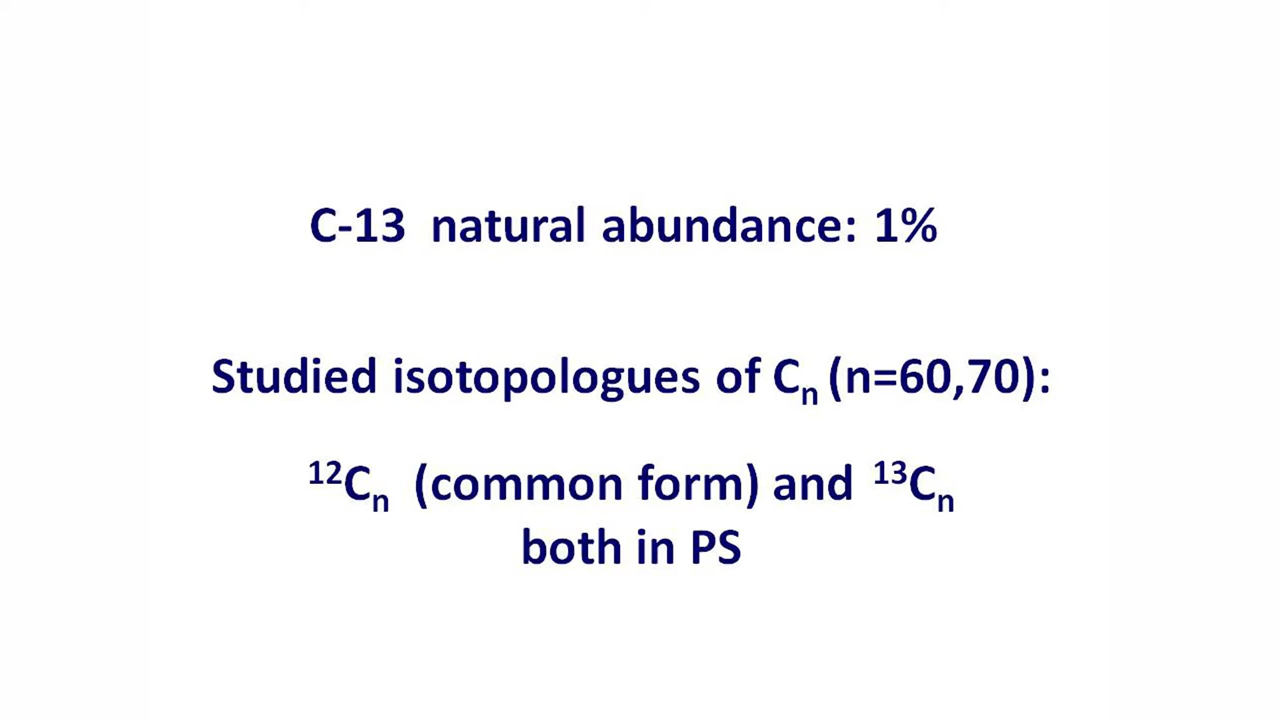 C-13 natural abundance: 1%
Studied isotopologues of Cₙ (n=60,70):
¹²Cₙ (common form) and ¹³Cₙ
both in PS